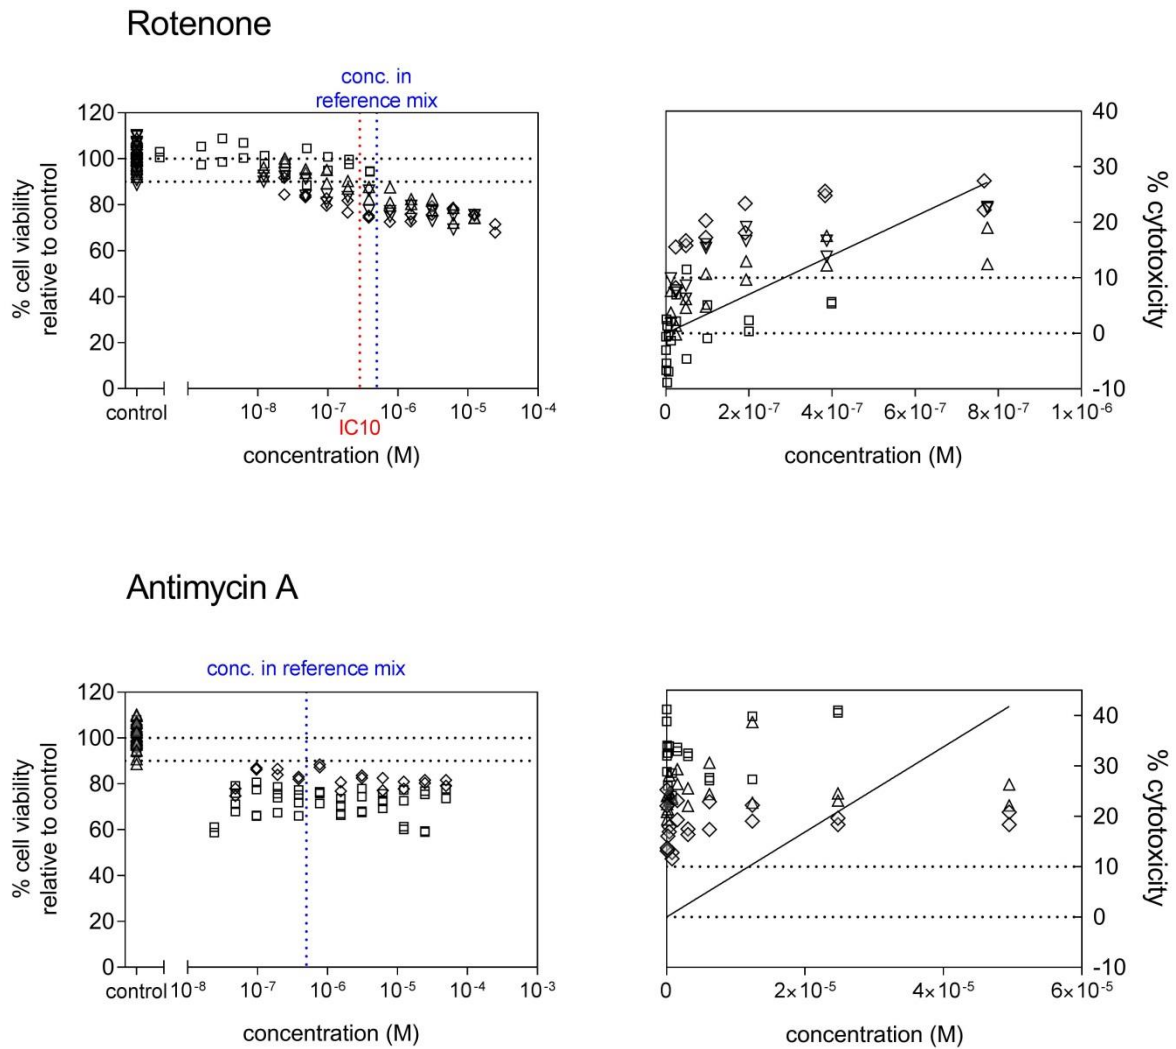 Rotenone
conc. in
reference mix
120
100
80
60
40
20
0
% cell viability
relative to control
control
10⁻⁸
10⁻⁷
10⁻⁶
10⁻⁵
10⁻⁴
IC10
concentration (M)
40
30
20
10
0
-10
% cytotoxicity
0
2×10⁻⁷
4×10⁻⁷
6×10⁻⁷
8×10⁻⁷
1×10⁻⁶
concentration (M)
Antimycin A
conc. in reference mix
120
100
80
60
40
20
0
% cell viability
relative to control
control
10⁻⁸
10⁻⁷
10⁻⁶
10⁻⁵
10⁻⁴
10⁻³
concentration (M)
40
30
20
10
0
-10
% cytotoxicity
0
2×10⁻⁵
4×10⁻⁵
6×10⁻⁵
concentration (M)